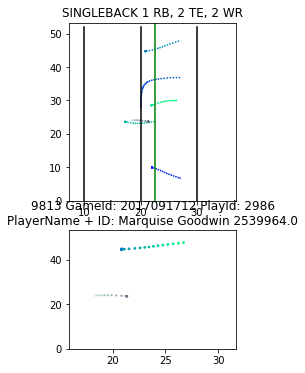 SINGLEBACK 1 RB, 2 TE, 2 WR
50
40
30
20
10
0
10 20 30
9813 GameId: 2017091712 PlayId: 2986
PlayerName + ID: Marquise Goodwin 2539964.0
40
20
0
20 25 30